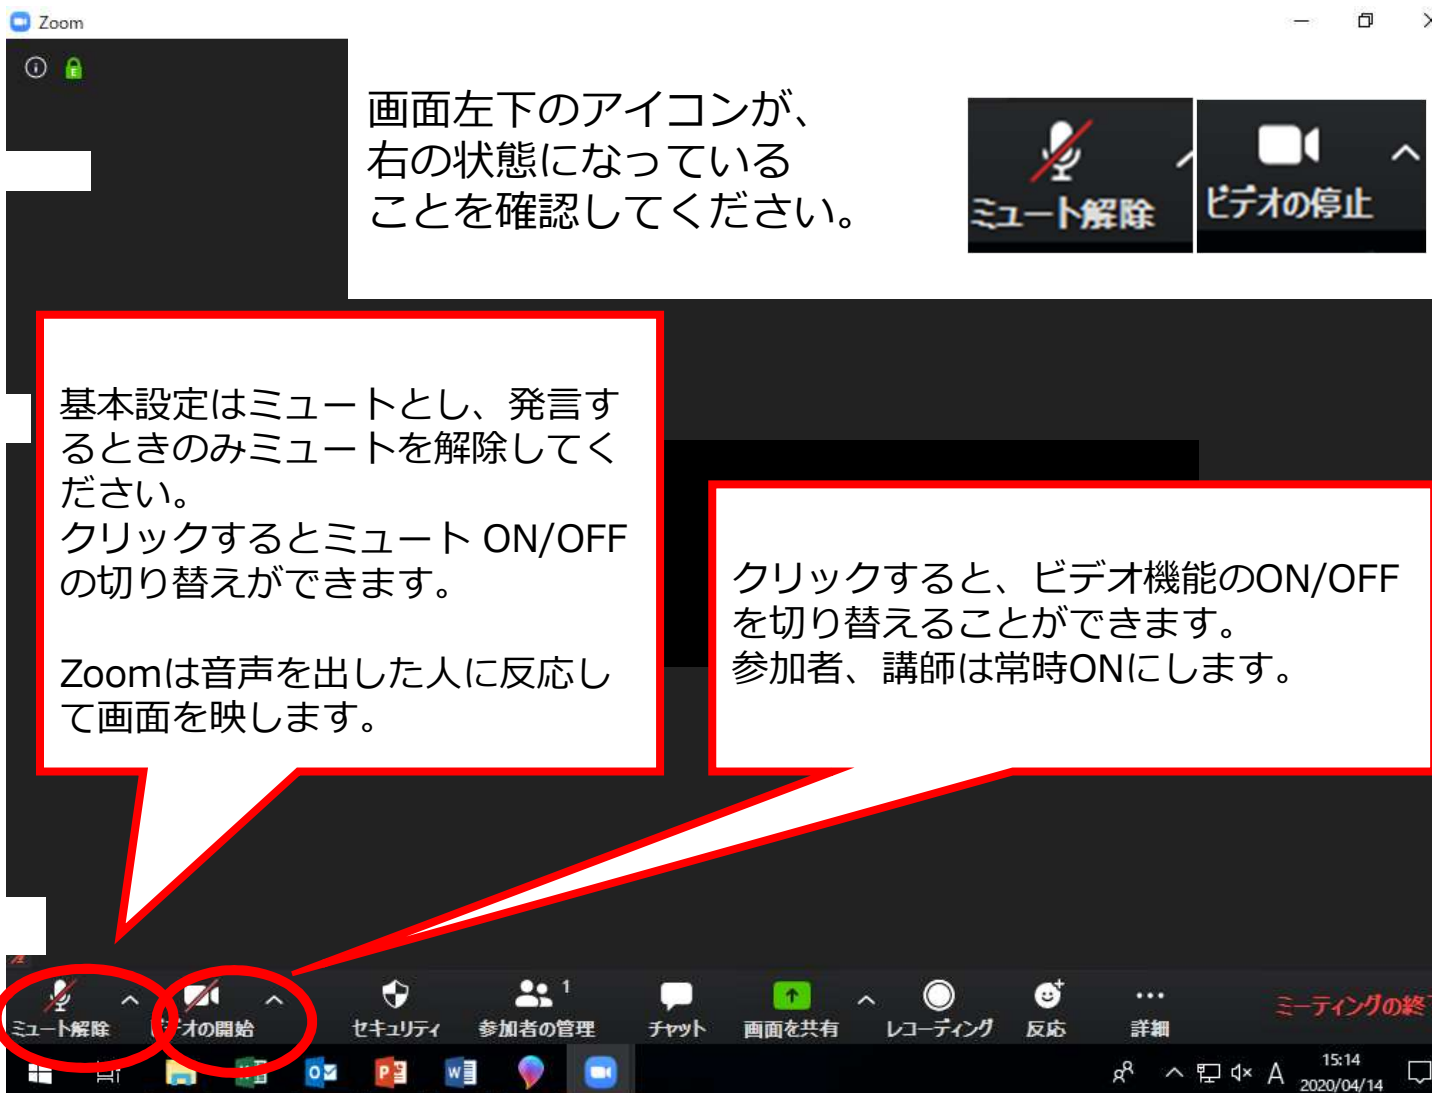 Zoom
画面左下のアイコンが、
右の状態になっている
ことを確認してください。
ミュート解除
ビデオの停止
基本設定はミュートとし、発言す
るときのみミュートを解除してく
ださい。
クリックするとミュート ON/OFF
の切り替えができます。
Zoomは音声を出した人に反応し
て画面を映します。
クリックすると、ビデオ機能のON/OFF
を切り替えることができます。
参加者、講師は常時ONにします。
ミュート解除
ビデオの開始
セキュリティ
1
参加者の管理
チャット
画面を共有
レコーディング
反応
詳細
ミーティングの終
A
15:14
2020/04/14